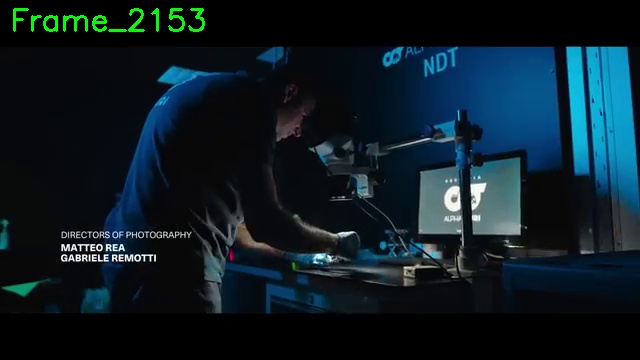 Frame_2153
NDT
DIRECTORS OF PHOTOGRAPHY
MATTEO REA
GABRIELE REMOTTI